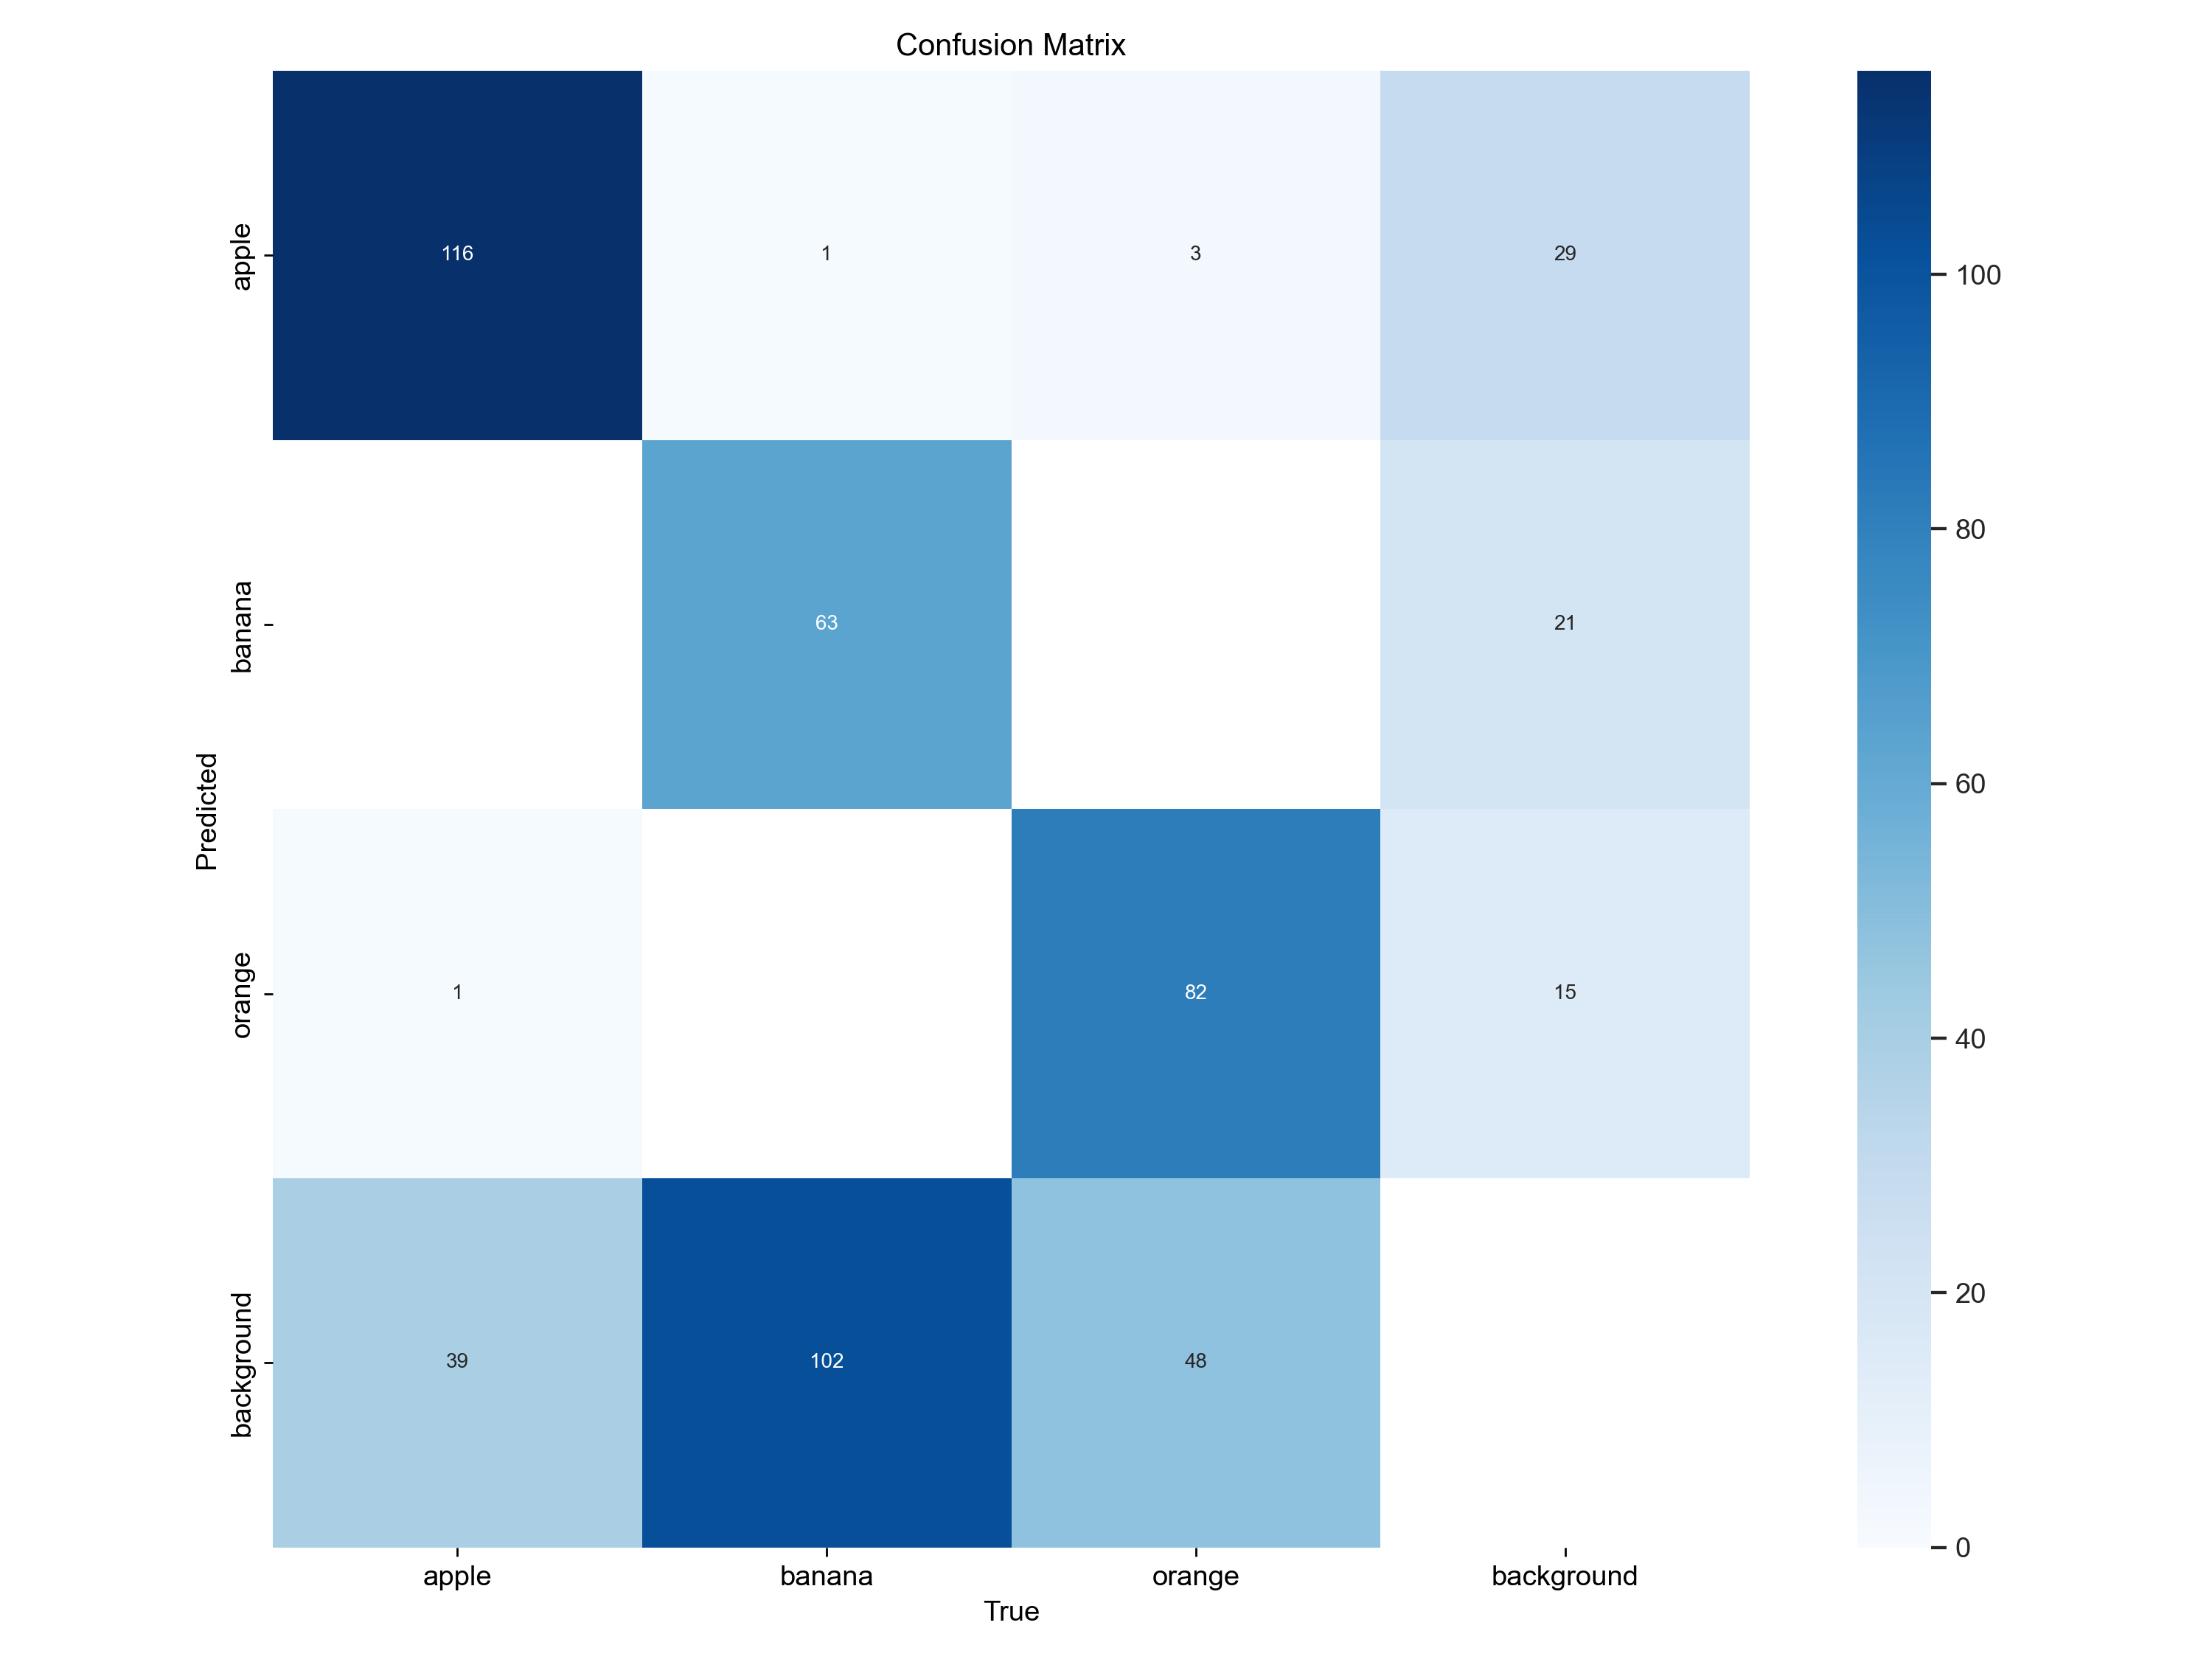 Confusion Matrix
apple
116
1
3
29
banana
63
21
orange
1
82
15
background
39
102
48
apple
banana
orange
background
True
Predicted
100
80
60
40
20
0